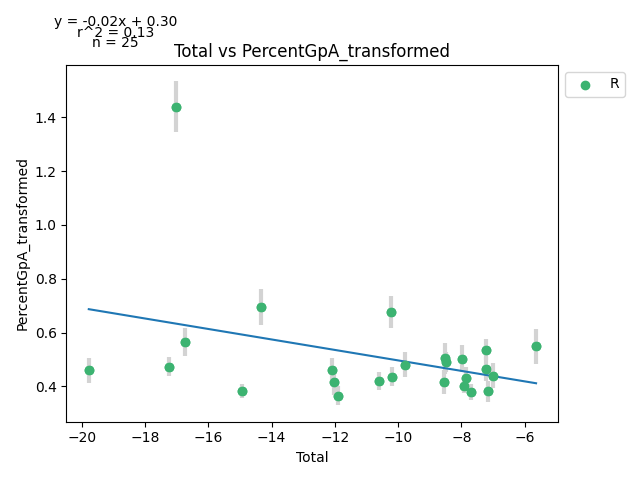 y = -0.02x + 0.30
r^2 = 0.13
n = 25
Total vs PercentGpA_transformed
R
PercentGpA_transformed
1.4
1.2
1.0
0.8
0.6
0.4
−20
−18
−16
−14
−12
−10
−8
−6
Total